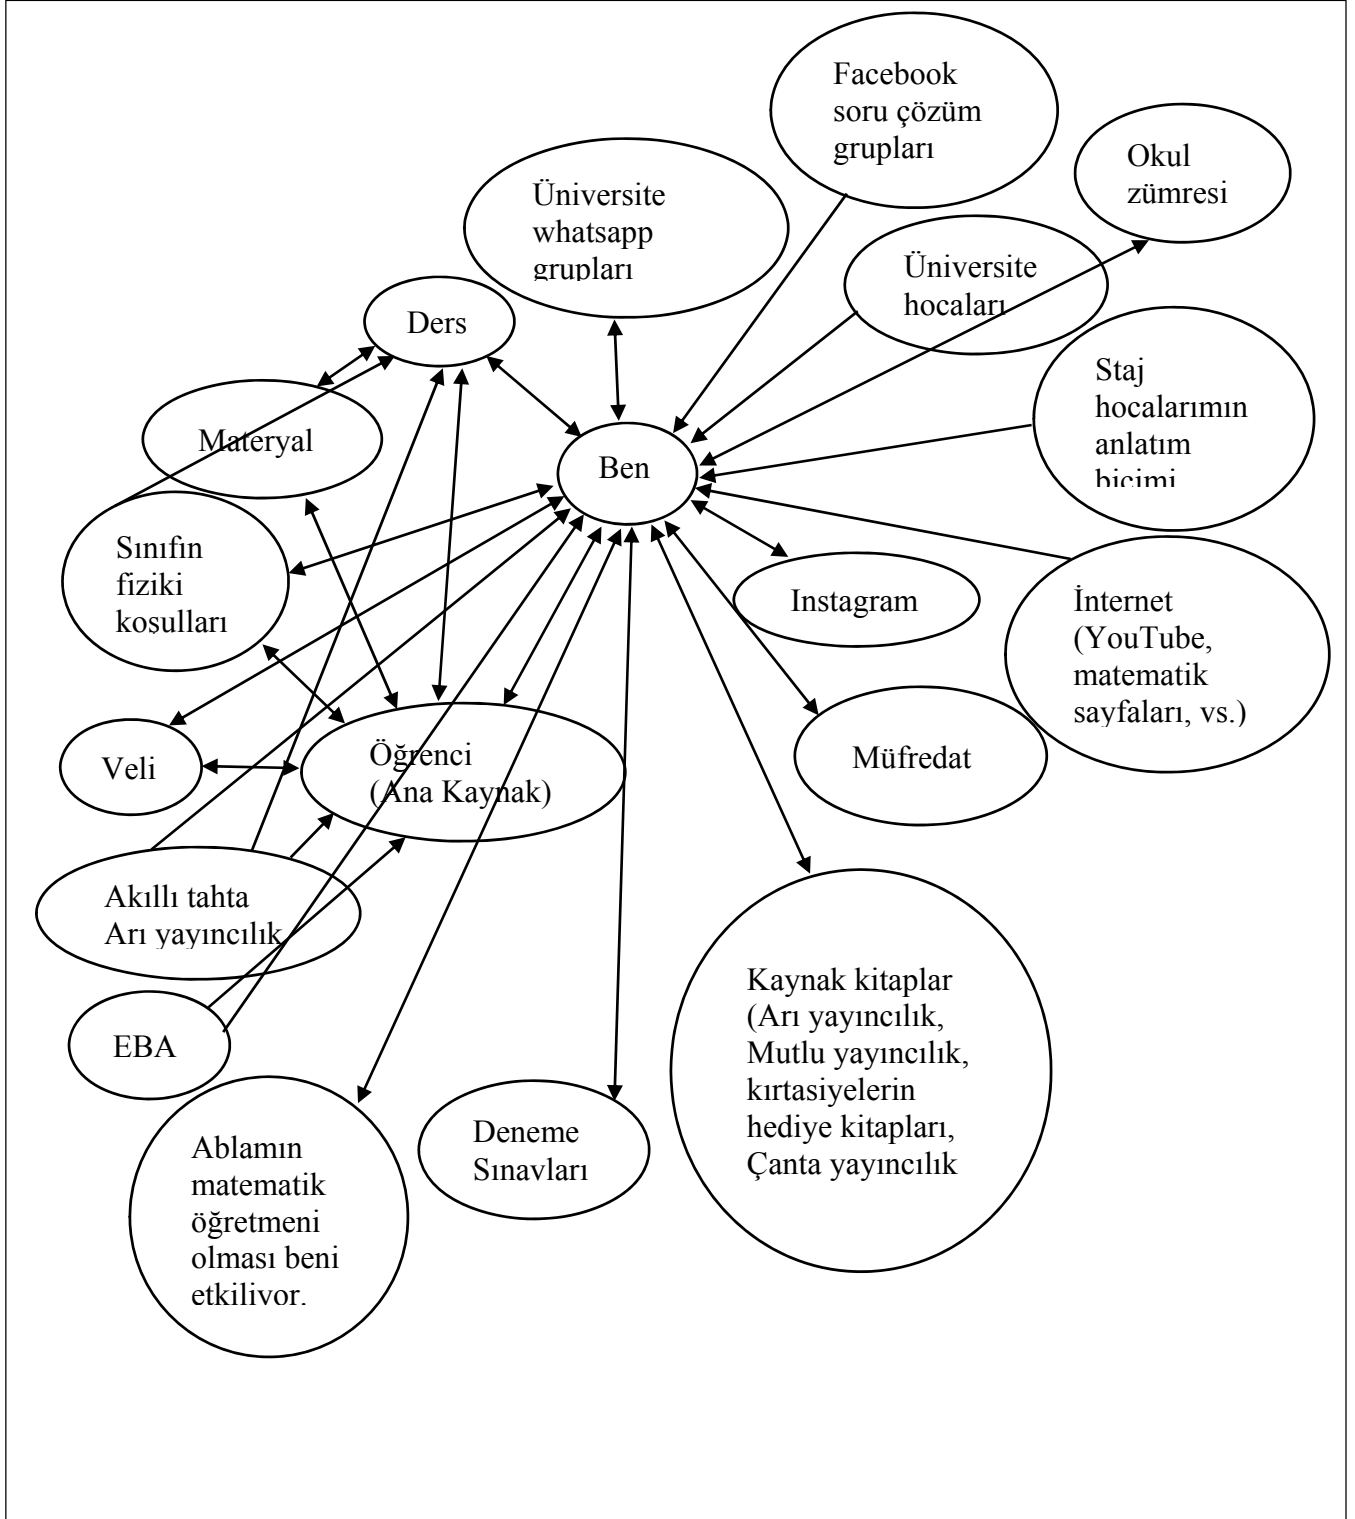 Facebook
soru çözüm
grupları
Okul
zümresi
Üniversite
whatsapp
grupları
Üniversite
hocaları
Ders
Staj
hocalarımın
anlatım
biçimi
Materyal
Ben
Sınıfın
fiziki
koşulları
Instagram
İnternet
(YouTube,
matematik
sayfaları, vs.)
Veli
Öğrenci
(Ana Kaynak)
Müfredat
Akıllı tahta
Arı yayıncılık
EBA
Kaynak kitaplar
(Arı yayıncılık,
Mutlu yayıncılık,
kırtasiyelerin
hediye kitapları,
Çanta yayıncılık
Ablamın
matematik
öğretmeni
olması beni
etkiliyor.
Deneme
Sınavları